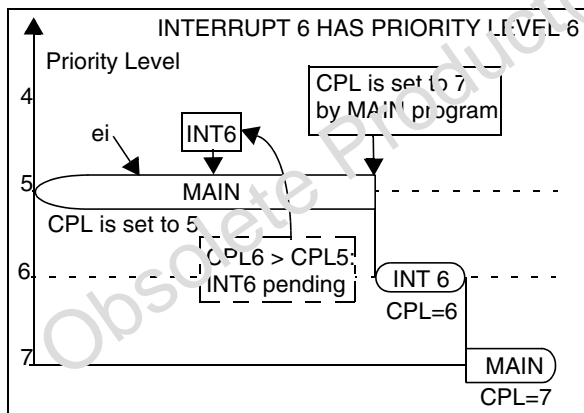 INTERRUPT 6 HAS PRIORITY LEVEL 6
Priority Level
CPL is set to 7
by MAIN program
4
ei
INT6
5
MAIN
CPL is set to 5
CPL6 > CPL5:
INT6 pending
6
INT 6
CPL=6
7
MAIN
CPL=7
Obsolete Product